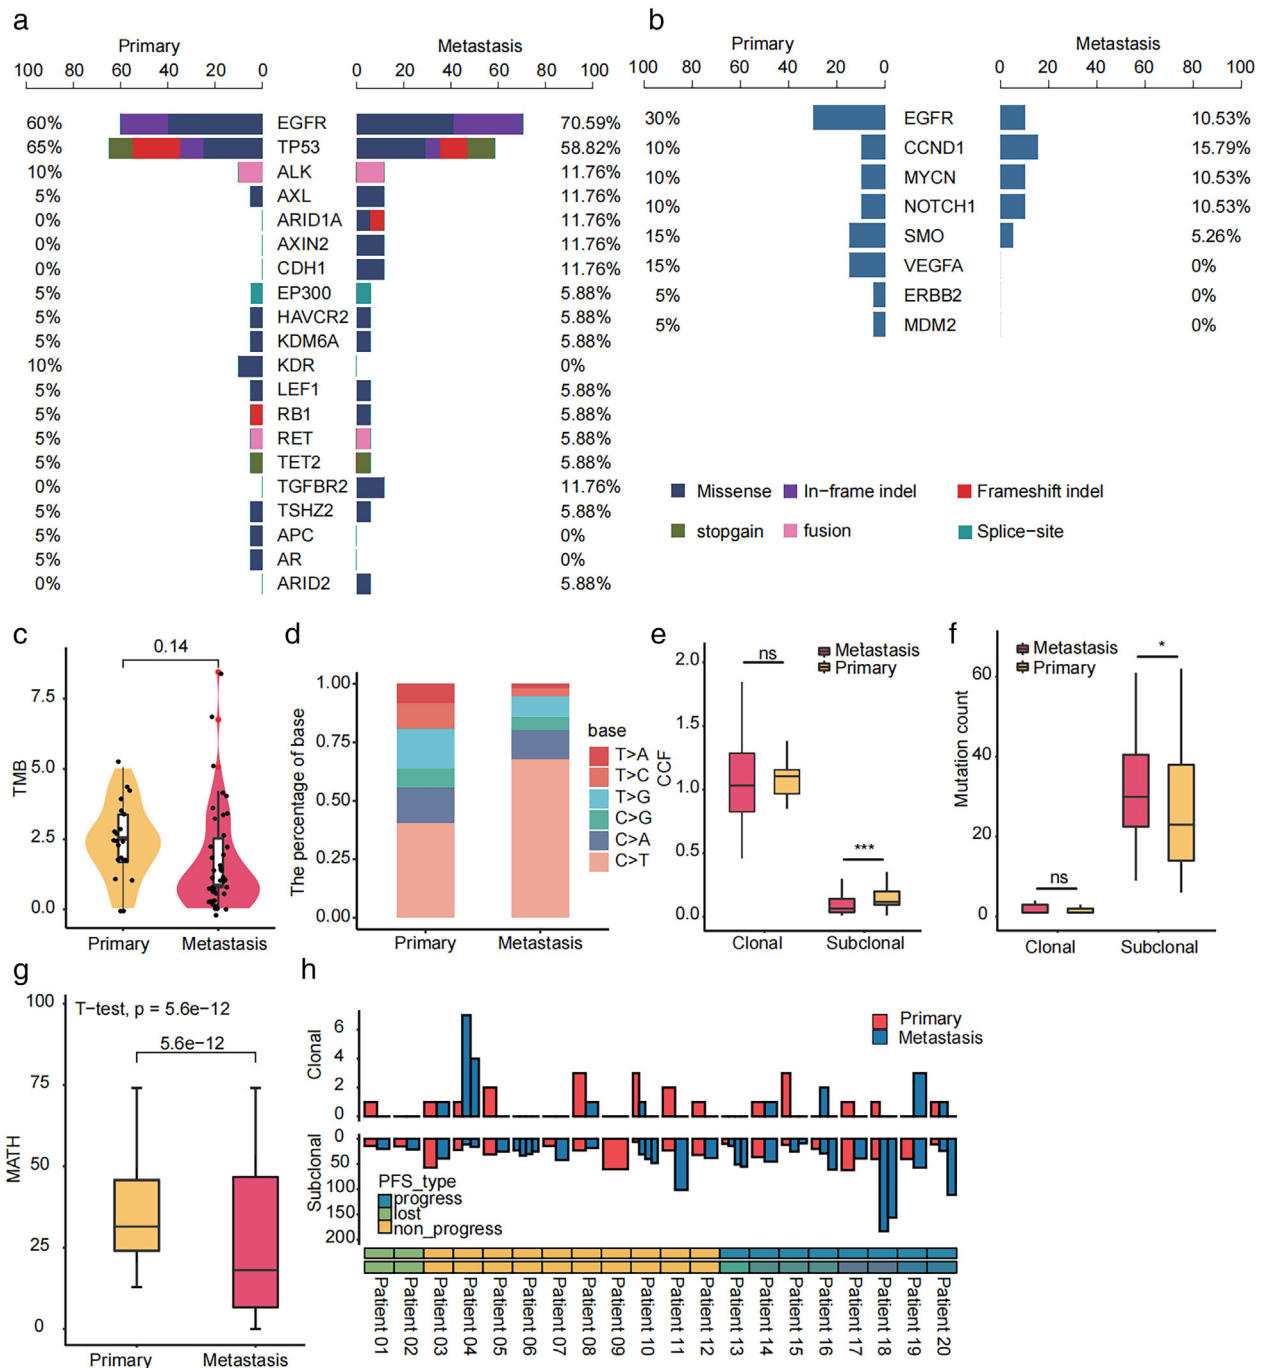 a
Primary
Metastasis
100 80 60 40 20 0
0 20 40 60 80 100
60% EGFR 70.59%
65% TP53 58.82%
10% ALK 11.76%
5% AXL 11.76%
0% ARID1A 11.76%
0% AXIN2 11.76%
0% CDH1 11.76%
5% EP300 5.88%
5% HAVCR2 5.88%
5% KDM6A 5.88%
10% KDR 0%
5% LEF1 5.88%
5% RB1 5.88%
5% RET 5.88%
5% TET2 5.88%
0% TGFBR2 11.76%
5% TSHZ2 5.88%
5% APC 0%
5% AR 0%
0% ARID2 5.88%
b
Primary
Metastasis
100 80 60 40 20 0
0 20 40 60 80 100
30% EGFR 10.53%
10% CCND1 15.79%
10% MYCN 10.53%
10% NOTCH1 10.53%
15% SMO 5.26%
15% VEGFA 0%
5% ERBB2 0%
5% MDM2 0%
Missense In-frame indel Frameshift indel
stopgain fusion Splice-site
c
0.14
TMB
7.5
5.0
2.5
0.0
Primary Metastasis
d
The percentage of base
1.00
0.75
0.50
0.25
0.00
Primary Metastasis
base
T>A
T>C
T>G
C>G
C>A
C>T
e
CCF
2.0
1.5
1.0
0.5
0.0
ns
***
Metastasis
Primary
Clonal Subclonal
f
Mutation count
60
40
20
0
Metastasis
Primary
*
ns
Clonal Subclonal
g
MATH
100
75
50
25
0
T-test, p = 5.6e-12
5.6e-12
Primary Metastasis
h
Clonal
6
4
2
0
Primary
Metastasis
Subclonal
0
50
100
150
200
PFS_type
progress
lost
non_progress
Patient 01
Patient 02
Patient 03
Patient 04
Patient 05
Patient 06
Patient 07
Patient 08
Patient 09
Patient 10
Patient 11
Patient 12
Patient 13
Patient 14
Patient 15
Patient 16
Patient 17
Patient 18
Patient 19
Patient 20